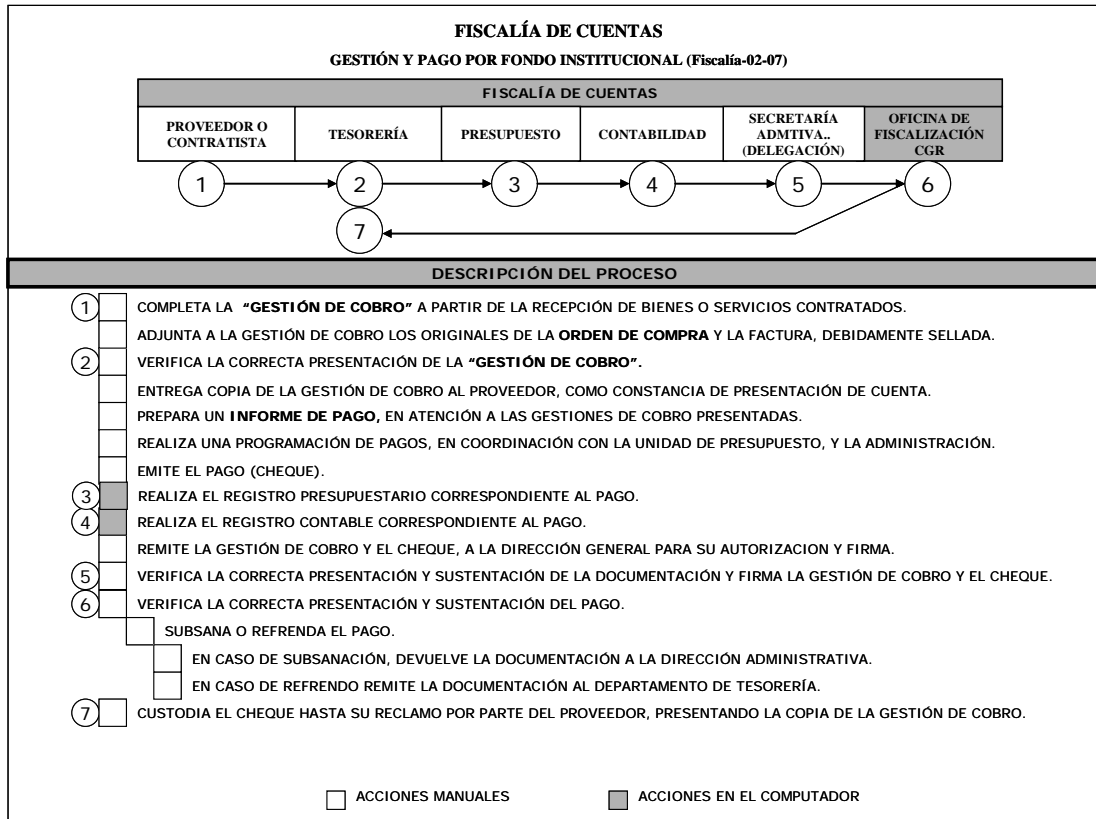 FISCALÍA DE CUENTAS
GESTIÓN Y PAGO POR FONDO INSTITUCIONAL (Fiscalía-02-07)
FISCALÍA DE CUENTAS
PROVEEDOR O
CONTRATISTA
TESORERÍA
PRESUPUESTO
CONTABILIDAD
SECRETARÍA
ADMTIVA..
(DELEGACIÓN)
OFICINA DE
FISCALIZACIÓN
CGR
1
2
3
4
5
6
7
DESCRIPCIÓN DEL PROCESO
1 COMPLETA LA “GESTIÓN DE COBRO” A PARTIR DE LA RECEPCIÓN DE BIENES O SERVICIOS CONTRATADOS.
ADJUNTA A LA GESTIÓN DE COBRO LOS ORIGINALES DE LA ORDEN DE COMPRA Y LA FACTURA, DEBIDAMENTE SELLADA.
2 VERIFICA LA CORRECTA PRESENTACIÓN DE LA “GESTIÓN DE COBRO”.
ENTREGA COPIA DE LA GESTIÓN DE COBRO AL PROVEEDOR, COMO CONSTANCIA DE PRESENTACIÓN DE CUENTA.
PREPARA UN INFORME DE PAGO, EN ATENCIÓN A LAS GESTIONES DE COBRO PRESENTADAS.
REALIZA UNA PROGRAMACIÓN DE PAGOS, EN COORDINACIÓN CON LA UNIDAD DE PRESUPUESTO, Y LA ADMINISTRACIÓN.
EMITE EL PAGO (CHEQUE).
3 REALIZA EL REGISTRO PRESUPUESTARIO CORRESPONDIENTE AL PAGO.
4 REALIZA EL REGISTRO CONTABLE CORRESPONDIENTE AL PAGO.
REMITE LA GESTIÓN DE COBRO Y EL CHEQUE, A LA DIRECCIÓN GENERAL PARA SU AUTORIZACION Y FIRMA.
5 VERIFICA LA CORRECTA PRESENTACIÓN Y SUSTENTACIÓN DE LA DOCUMENTACIÓN Y FIRMA LA GESTIÓN DE COBRO Y EL CHEQUE.
6 VERIFICA LA CORRECTA PRESENTACIÓN Y SUSTENTACIÓN DEL PAGO.
SUBSANA O REFRENDA EL PAGO.
EN CASO DE SUBSANACIÓN, DEVUELVE LA DOCUMENTACIÓN A LA DIRECCIÓN ADMINISTRATIVA.
EN CASO DE REFRENDO REMITE LA DOCUMENTACIÓN AL DEPARTAMENTO DE TESORERÍA.
7 CUSTODIA EL CHEQUE HASTA SU RECLAMO POR PARTE DEL PROVEEDOR, PRESENTANDO LA COPIA DE LA GESTIÓN DE COBRO.
ACCIONES MANUALES
ACCIONES EN EL COMPUTADOR